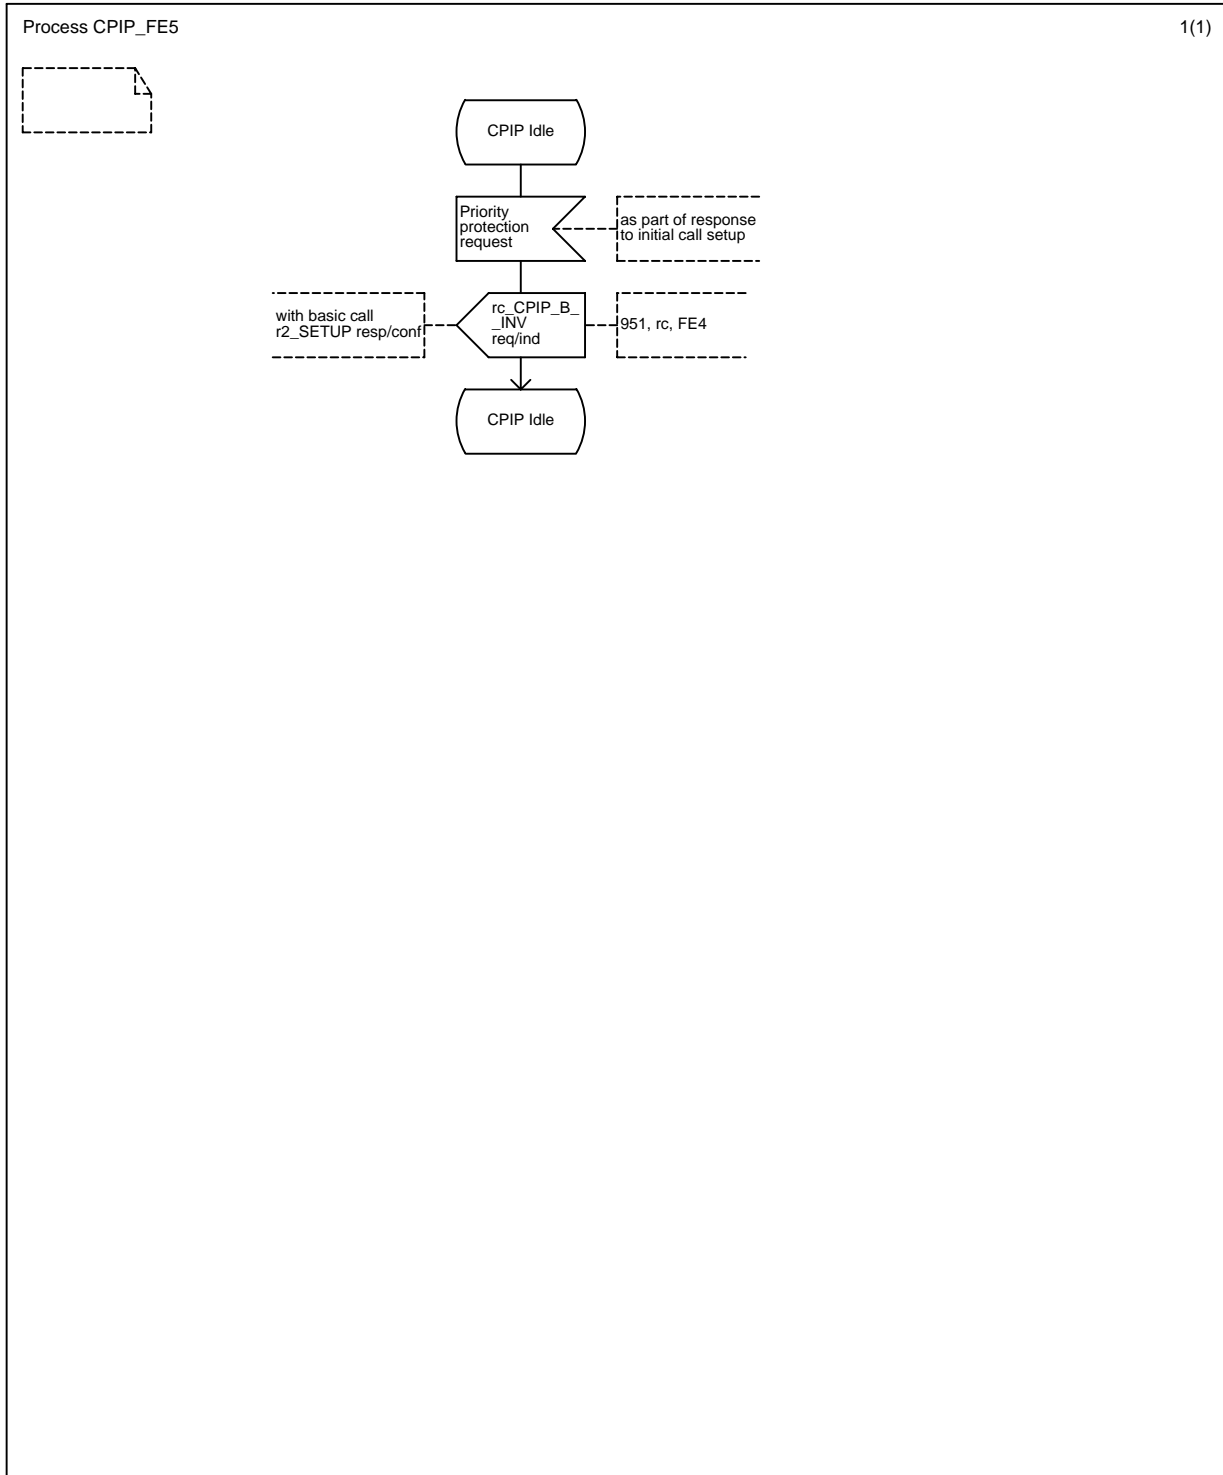 Process CPIP_FE5
1(1)
CPIP Idle
Priority
protection
request
as part of response
to initial call setup
with basic call
r2_SETUP resp/conf
rc_CPIP_B_
_INV
req/ind
951, rc, FE4
CPIP Idle